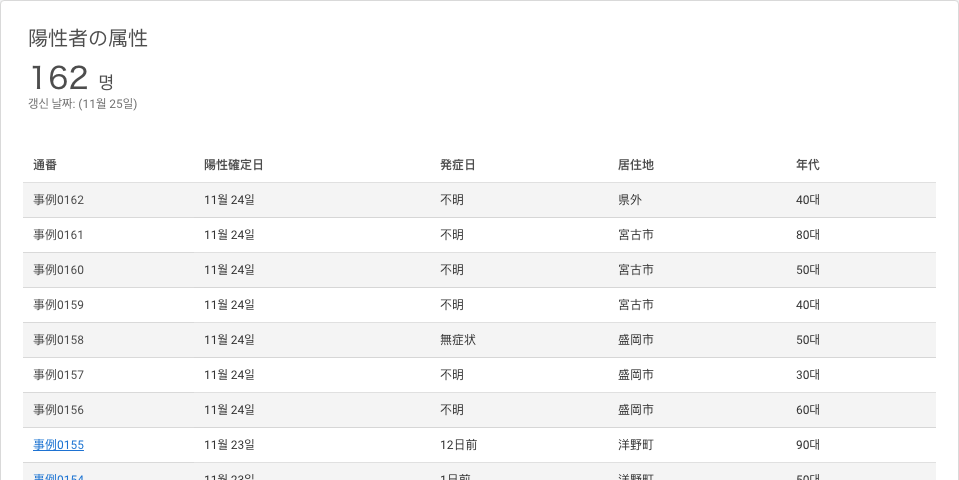 陽性者の属性
162 명
갱신 날짜: (11월 25일)
通番 陽性確定日 発症日 居住地 年代
事例0162 11월 24일 不明 県外 40대
事例0161 11월 24일 不明 宮古市 80대
事例0160 11월 24일 不明 宮古市 50대
事例0159 11월 24일 不明 宮古市 40대
事例0158 11월 24일 無症状 盛岡市 50대
事例0157 11월 24일 不明 盛岡市 30대
事例0156 11월 24일 不明 盛岡市 60대
事例0155 11월 23일 12日前 洋野町 90대
事例0154 11월 23일 1日前 洋野町 50대